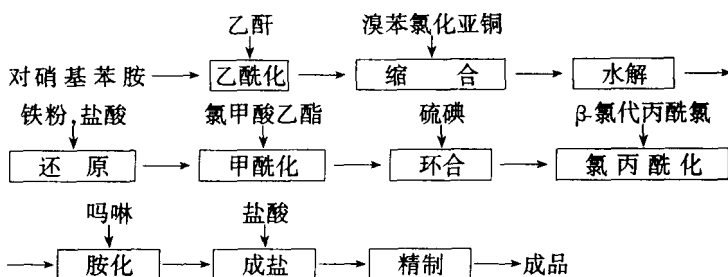 乙酐 溴苯氯化亚铜
对硝基苯胺 乙酰化 缩合 水解
铁粉,盐酸 氯甲酸乙酯 硫碘 β-氯代丙酰氯
还原 甲酰化 环合 氯丙酰化
吗啉 盐酸
胺化 成盐 精制 成品